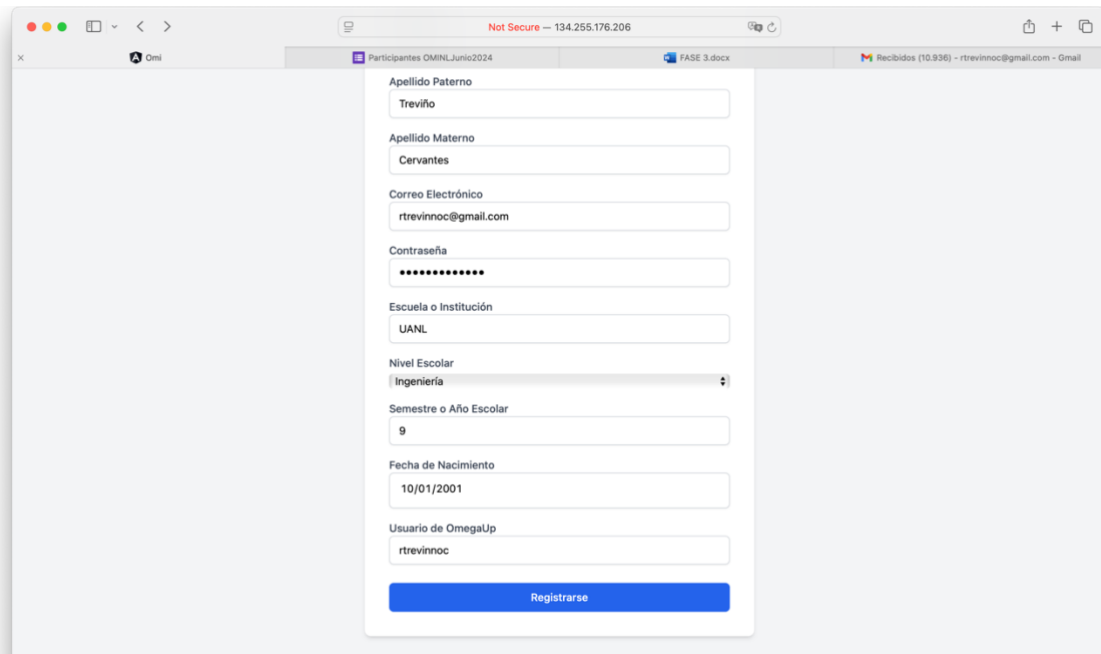 Not Secure — 134.255.176.206
Omi
Participantes OMINLJunio2024
FASE 3.docx
Recibidos (10.936) - rtrevinnoc@gmail.com - Gmail
Apellido Paterno
Treviño
Apellido Materno
Cervantes
Correo Electrónico
rtrevinnoc@gmail.com
Contraseña
•••••••••••••
Escuela o Institución
UANL
Nivel Escolar
Ingeniería
Semestre o Año Escolar
9
Fecha de Nacimiento
10/01/2001
Usuario de OmegaUp
rtrevinnoc
Registrarse